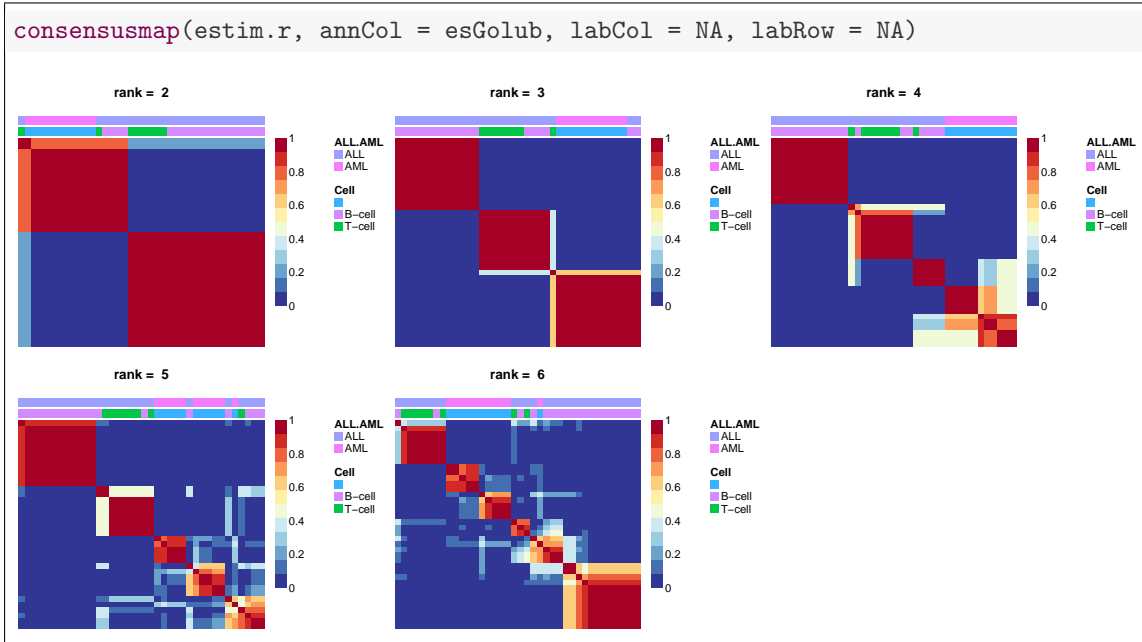 consensusmap(estim.r, annCol = esGolub, labCol = NA, labRow = NA)
rank = 2
1
0.8
0.6
0.4
0.2
0
ALL.AML
ALL
AML
Cell
B−cell
T−cell
rank = 3
1
0.8
0.6
0.4
0.2
0
ALL.AML
ALL
AML
Cell
B−cell
T−cell
rank = 4
1
0.8
0.6
0.4
0.2
0
ALL.AML
ALL
AML
Cell
B−cell
T−cell
rank = 5
1
0.8
0.6
0.4
0.2
0
ALL.AML
ALL
AML
Cell
B−cell
T−cell
rank = 6
1
0.8
0.6
0.4
0.2
0
ALL.AML
ALL
AML
Cell
B−cell
T−cell